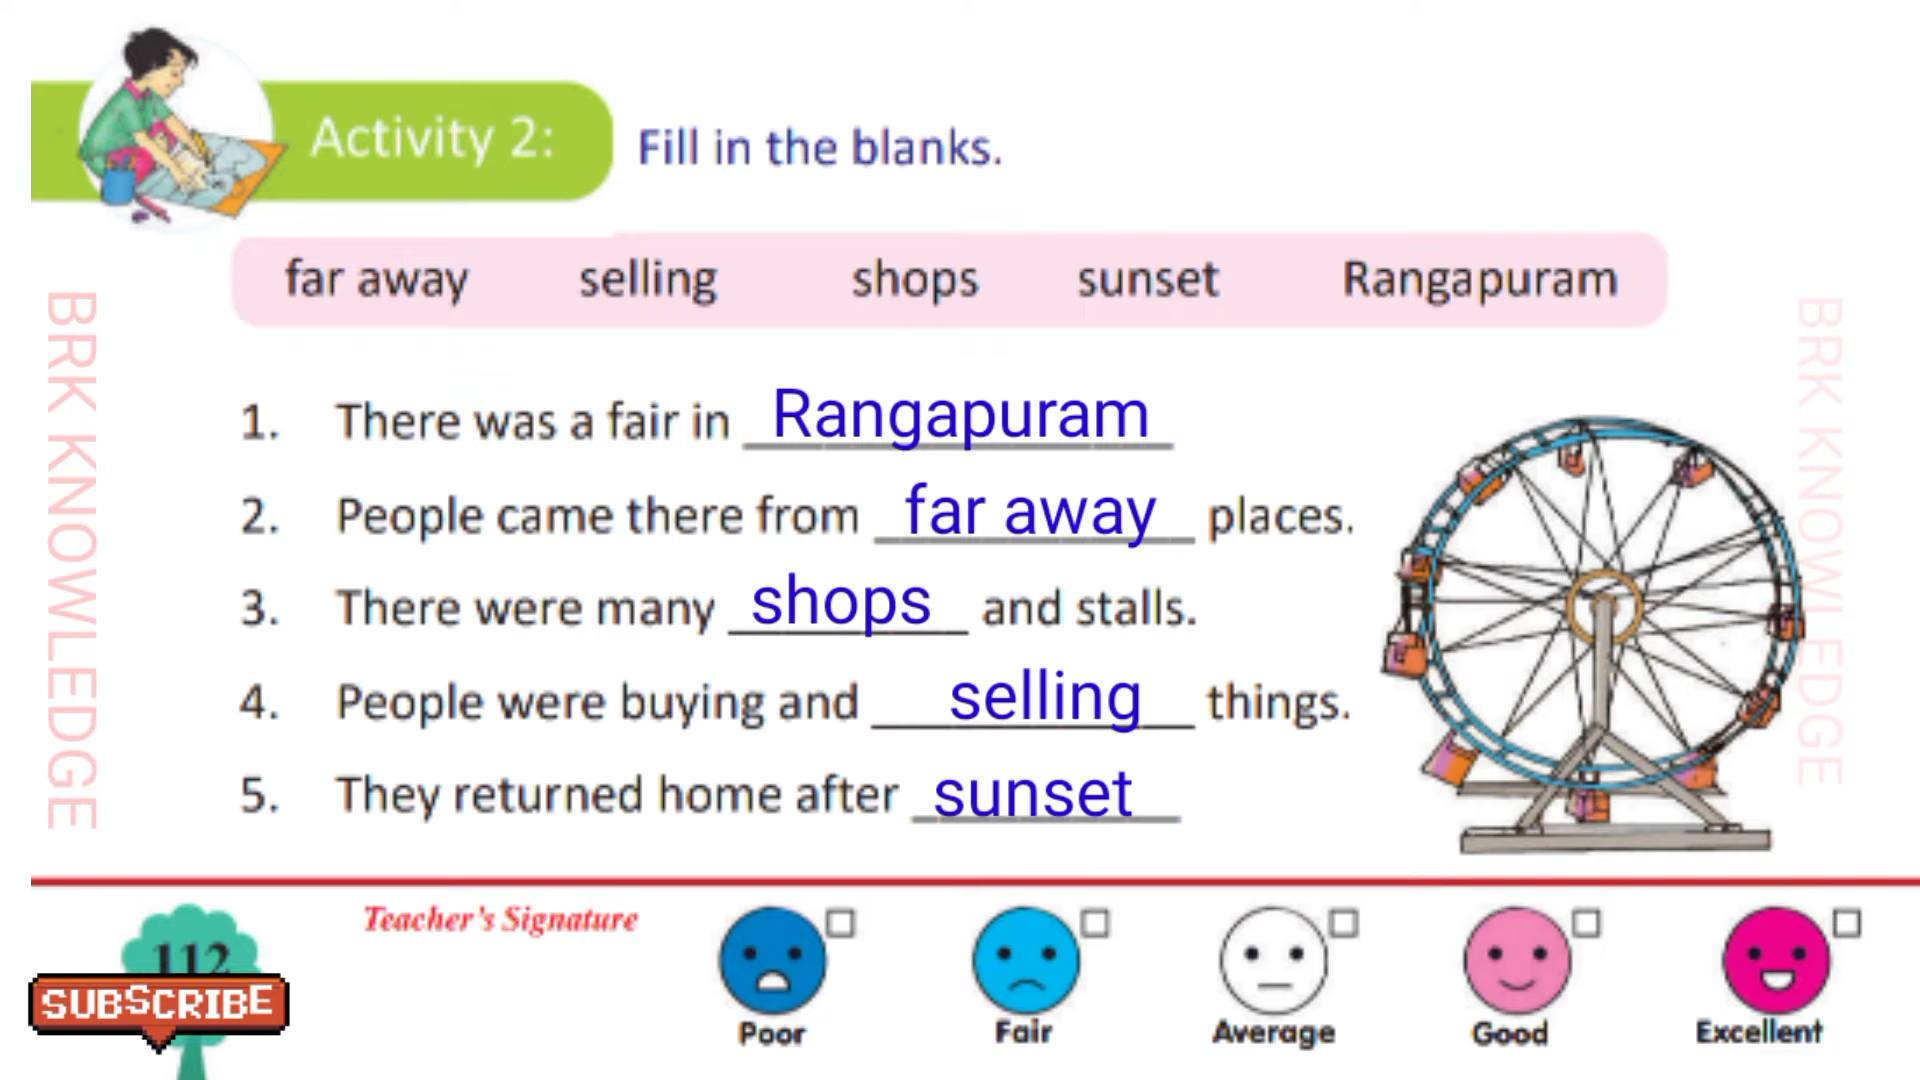 Activity 2: Fill in the blanks.
far away selling shops sunset Rangapuram
1. There was a fair in Rangapuram
2. People came there from far away places.
3. There were many shops and stalls.
4. People were buying and selling things.
5. They returned home after sunset
BRK KNOWLEDGE
BRK KNOWLEDGE
Teacher's Signature
112
SUBSCRIBE
Poor Fair Average Good Excellent